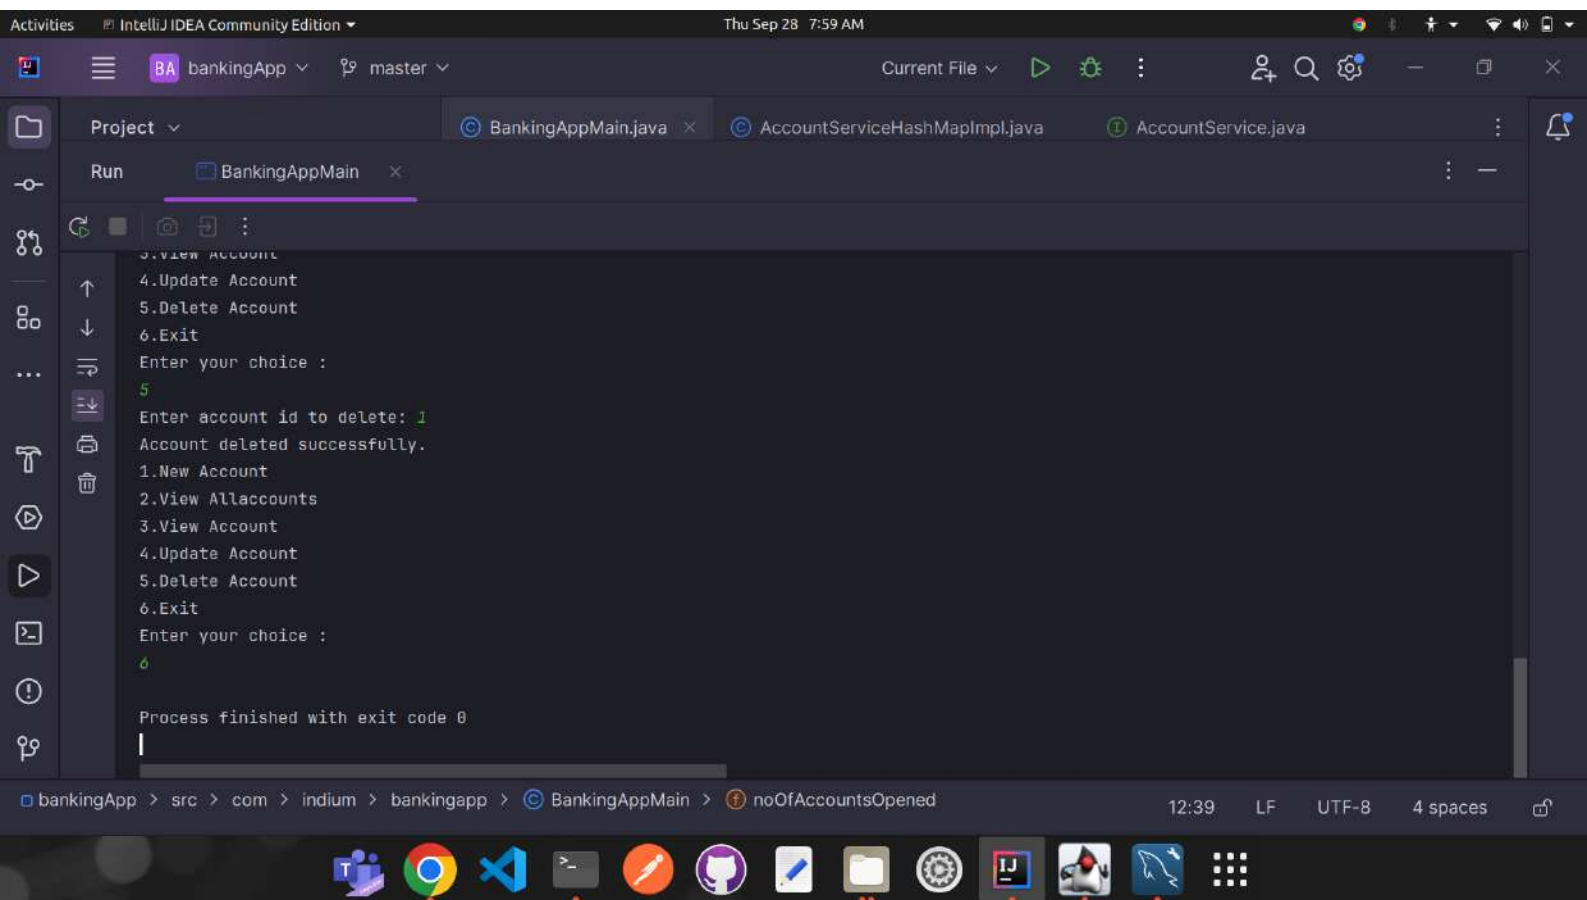 Activities IntelliJ IDEA Community Edition Thu Sep 28 7:59 AM
BA bankingApp master Current File
Project BankingAppMain.java AccountServiceHashMapImpl.java AccountService.java
Run BankingAppMain
3.View Account
4.Update Account
5.Delete Account
6.Exit
Enter your choice :
5
Enter account id to delete: 1
Account deleted successfully.
1.New Account
2.View Allaccounts
3.View Account
4.Update Account
5.Delete Account
6.Exit
Enter your choice :
6
Process finished with exit code 0
bankingApp > src > com > indium > bankingapp > BankingAppMain > noOfAccountsOpened 12:39 LF UTF-8 4 spaces